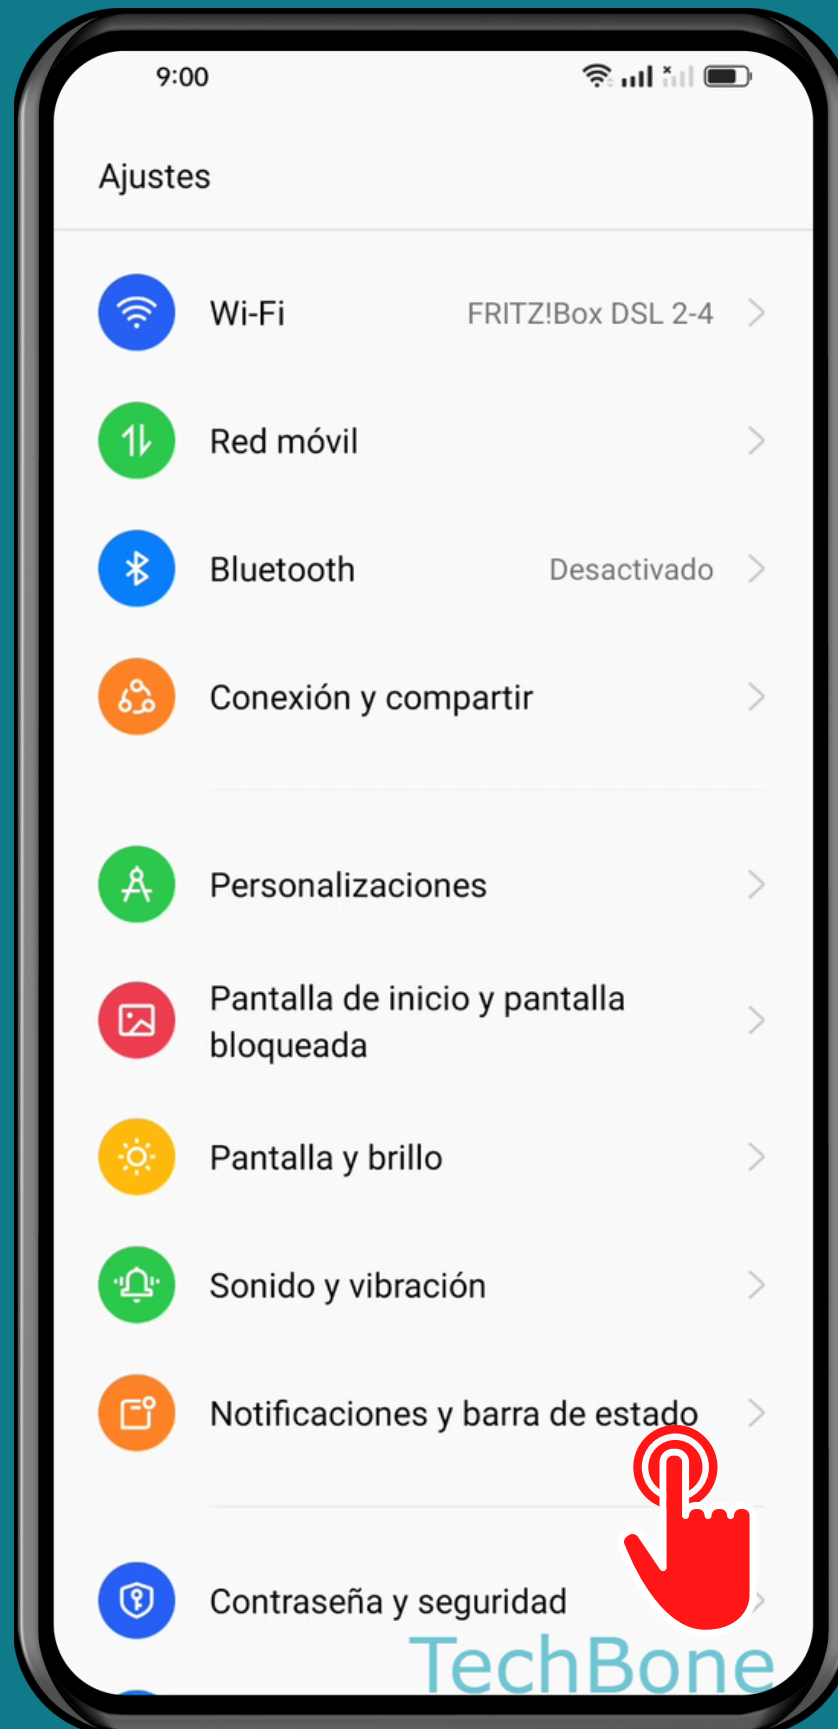 9:00
Ajustes
Wi-Fi FRITZ!Box DSL 2-4
Red móvil
Bluetooth Desactivado
Conexión y compartir
Personalizaciones
Pantalla de inicio y pantalla
bloqueada
Pantalla y brillo
Sonido y vibración
Notificaciones y barra de estado
Contraseña y seguridad
TechBone